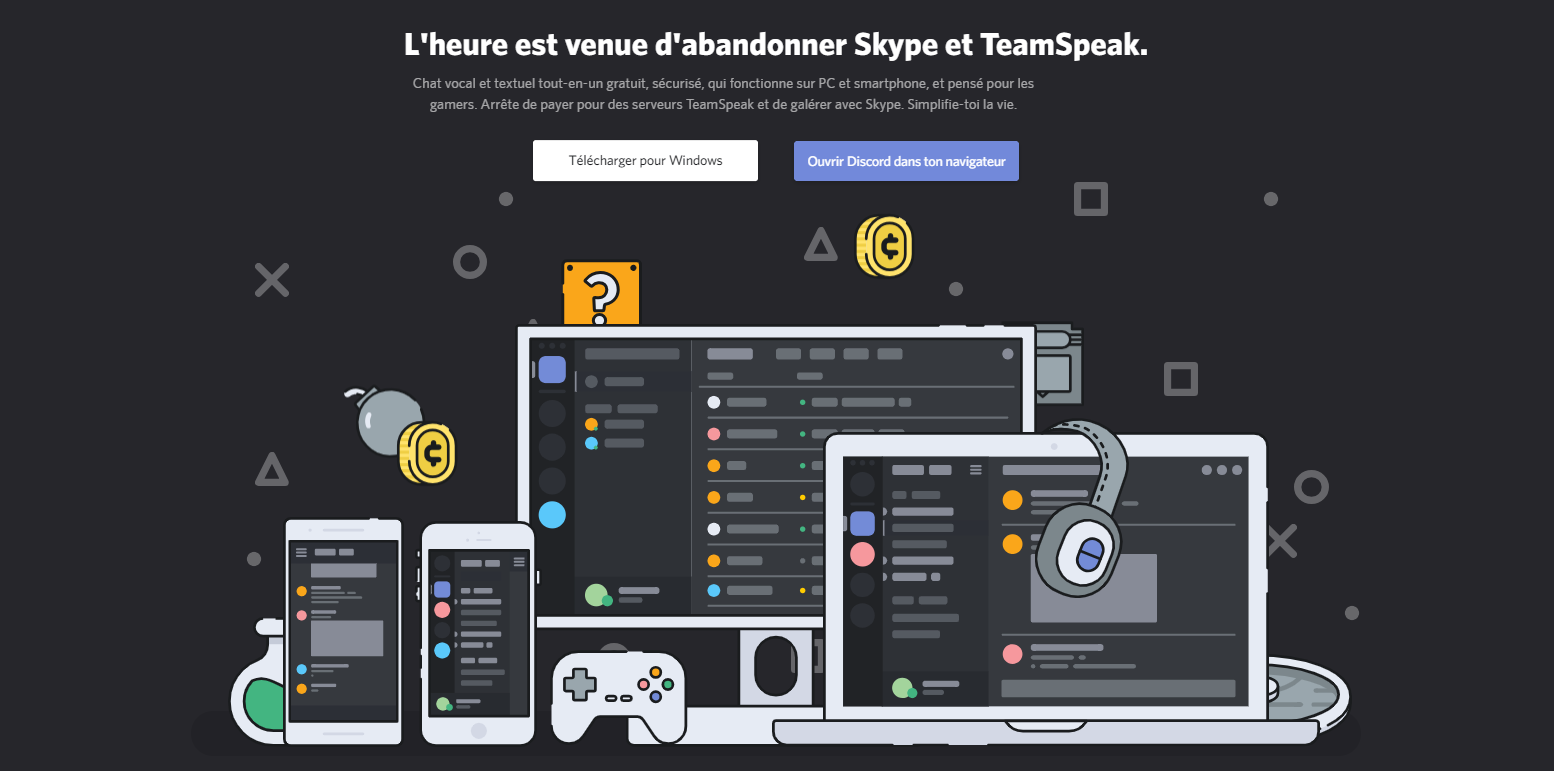 L'heure est venue d'abandonner Skype et TeamSpeak.
Chat vocal et textuel tout-en-un gratuit, sécurisé, qui fonctionne sur PC et smartphone, et pensé pour les
gamers. Arrête de payer pour des serveurs TeamSpeak et de galérer avec Skype. Simplifie-toi la vie.
Télécharger pour Windows
Ouvrir Discord dans ton navigateur
?
¢
¢